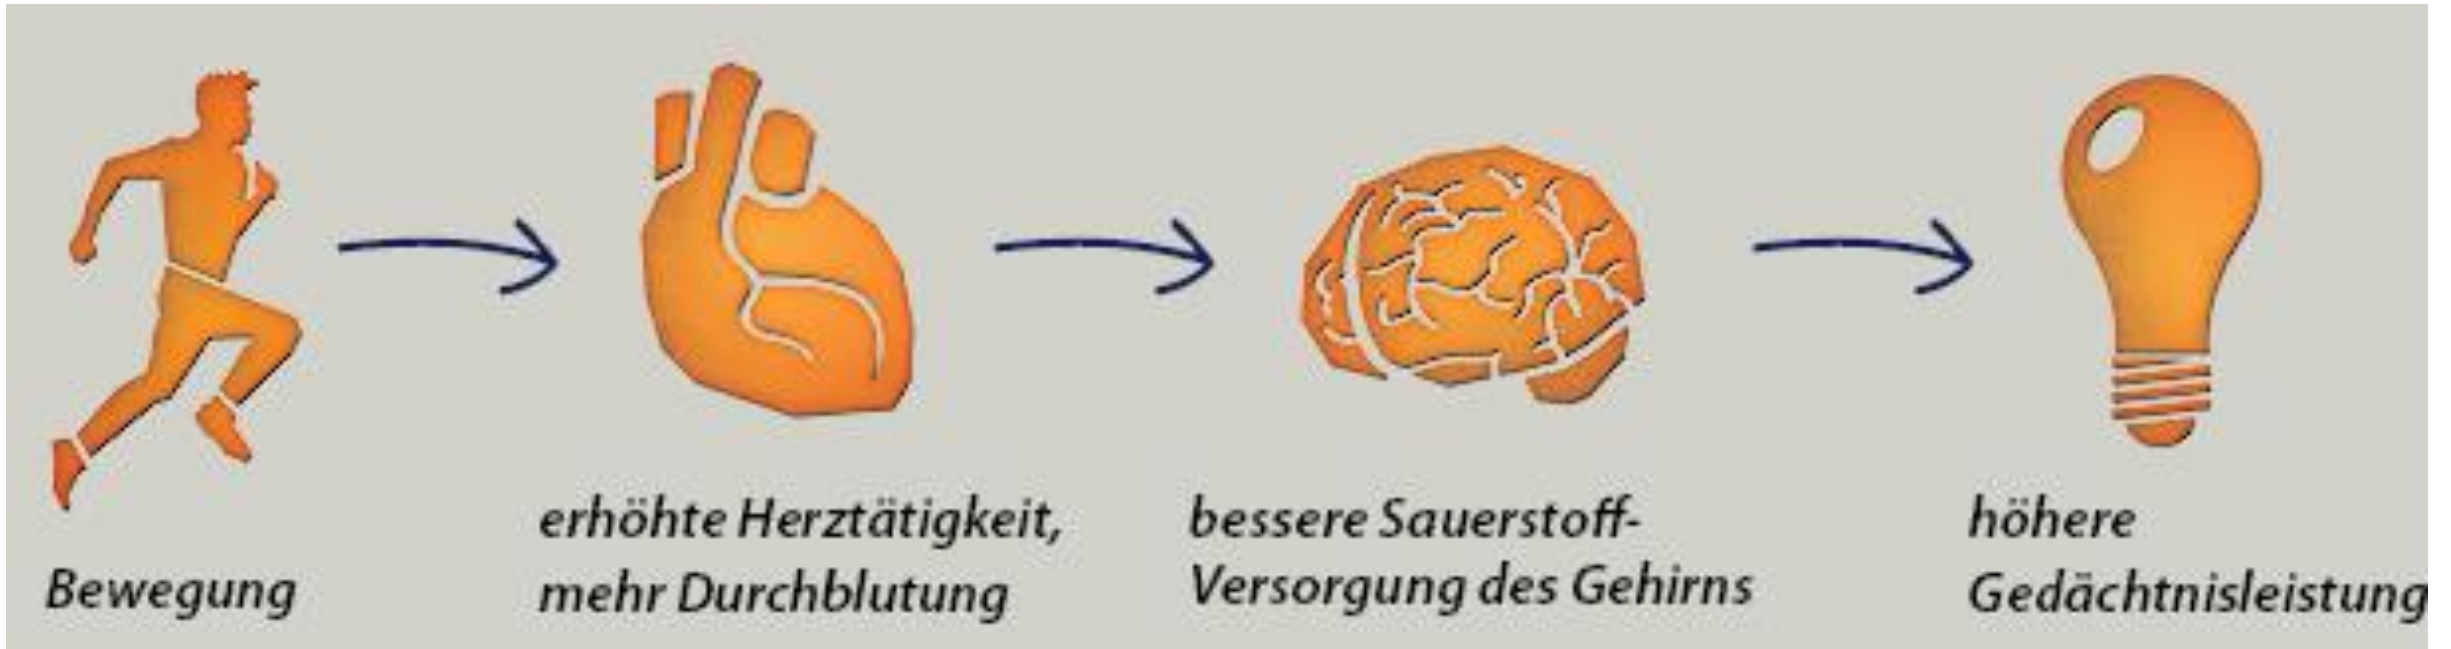 Bewegung
erhöhte Herztätigkeit,
mehr Durchblutung
bessere Sauerstoff-
Versorgung des Gehirns
höhere
Gedächtnisleistung